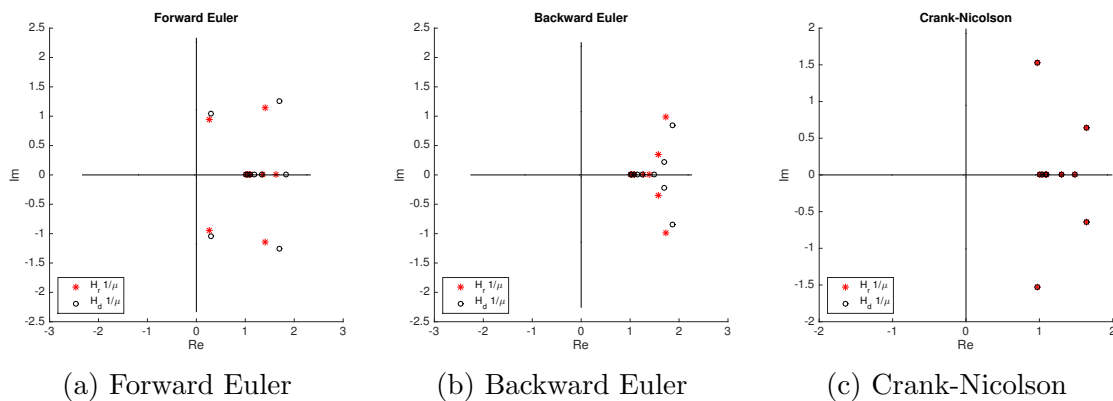 Forward Euler
2.5
2
1.5
1
0.5
0
-0.5
-1
-1.5
-2
-2.5
Im
-3 -2 -1 0 1 2 3
Re
H_r 1/μ
H_d 1/μ
(a) Forward Euler
Backward Euler
2.5
2
1.5
1
0.5
0
-0.5
-1
-1.5
-2
-2.5
Im
-3 -2 -1 0 1 2 3
Re
H_r 1/μ
H_d 1/μ
(b) Backward Euler
Crank-Nicolson
2
1.5
1
0.5
0
-0.5
-1
-1.5
-2
Im
-2 -1 0 1 2
Re
H_r 1/μ
H_d 1/μ
(c) Crank-Nicolson